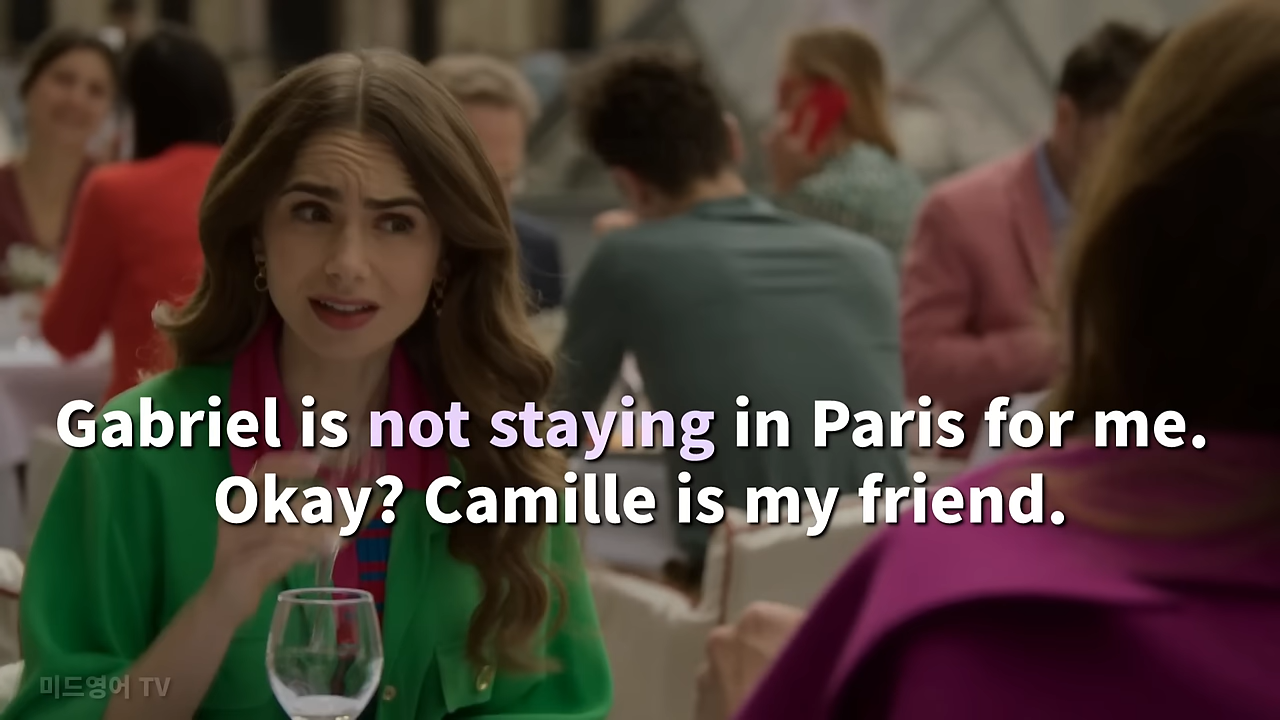 Gabriel is not staying in Paris for me.
Okay? Camille is my friend.
미드영어 TV